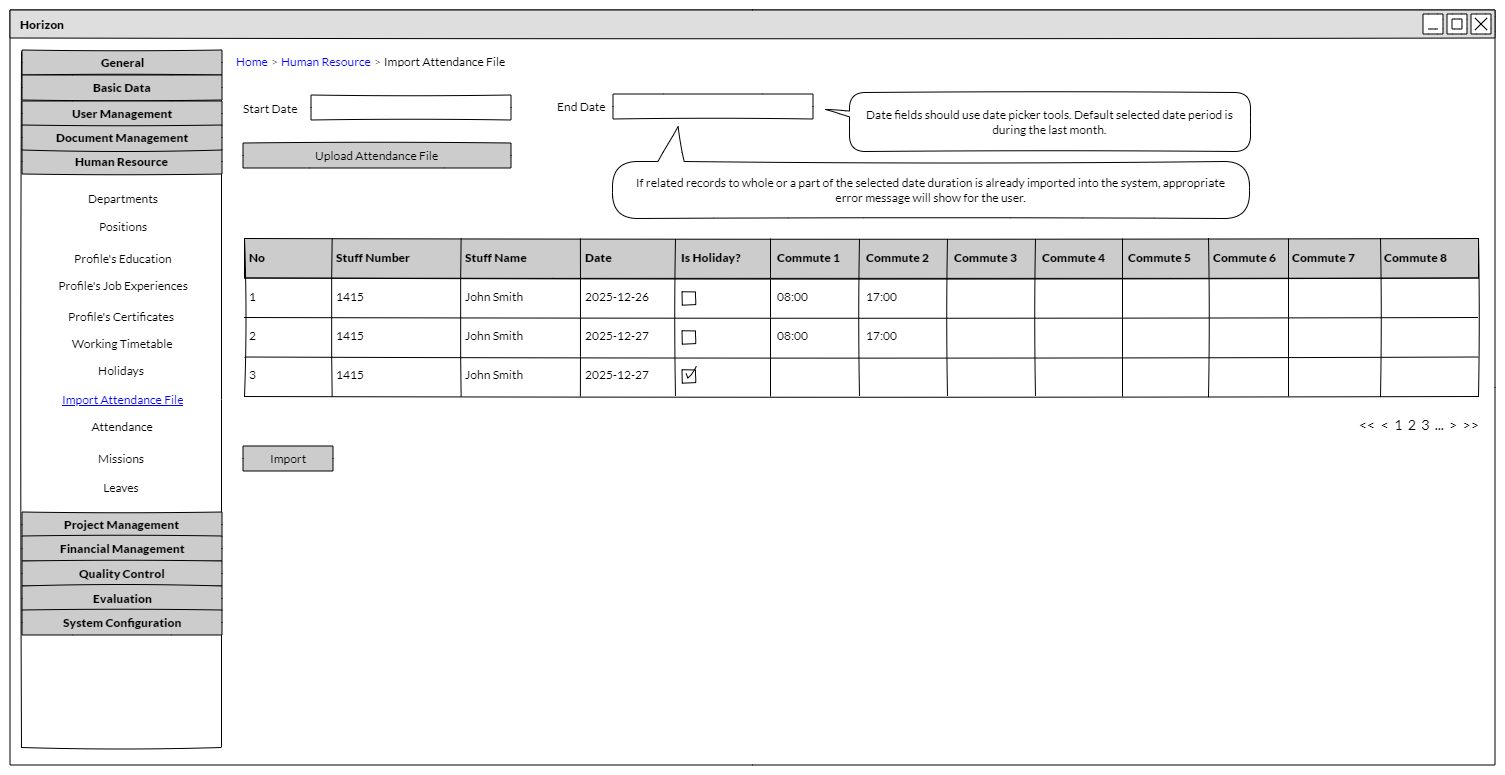 Horizon
General
Basic Data
User Management
Document Management
Human Resource
Departments
Positions
Profile's Education
Profile's Job Experiences
Profile's Certificates
Working Timetable
Holidays
Import Attendance File
Attendance
Missions
Leaves
Project Management
Financial Management
Quality Control
Evaluation
System Configuration
Home > Human Resource > Import Attendance File
Start Date
End Date
Date fields should use date picker tools. Default selected date period is
during the last month.
Upload Attendance File
If related records to whole or a part of the selected date duration is already imported into the system, appropriate
error message will show for the user.
No Stuff Number Stuff Name Date Is Holiday? Commute 1 Commute 2 Commute 3 Commute 4 Commute 5 Commute 6 Commute 7 Commute 8
1 1415 John Smith 2025-12-26 08:00 17:00
2 1415 John Smith 2025-12-27 08:00 17:00
3 1415 John Smith 2025-12-27
<< < 1 2 3 ... > >>
Import